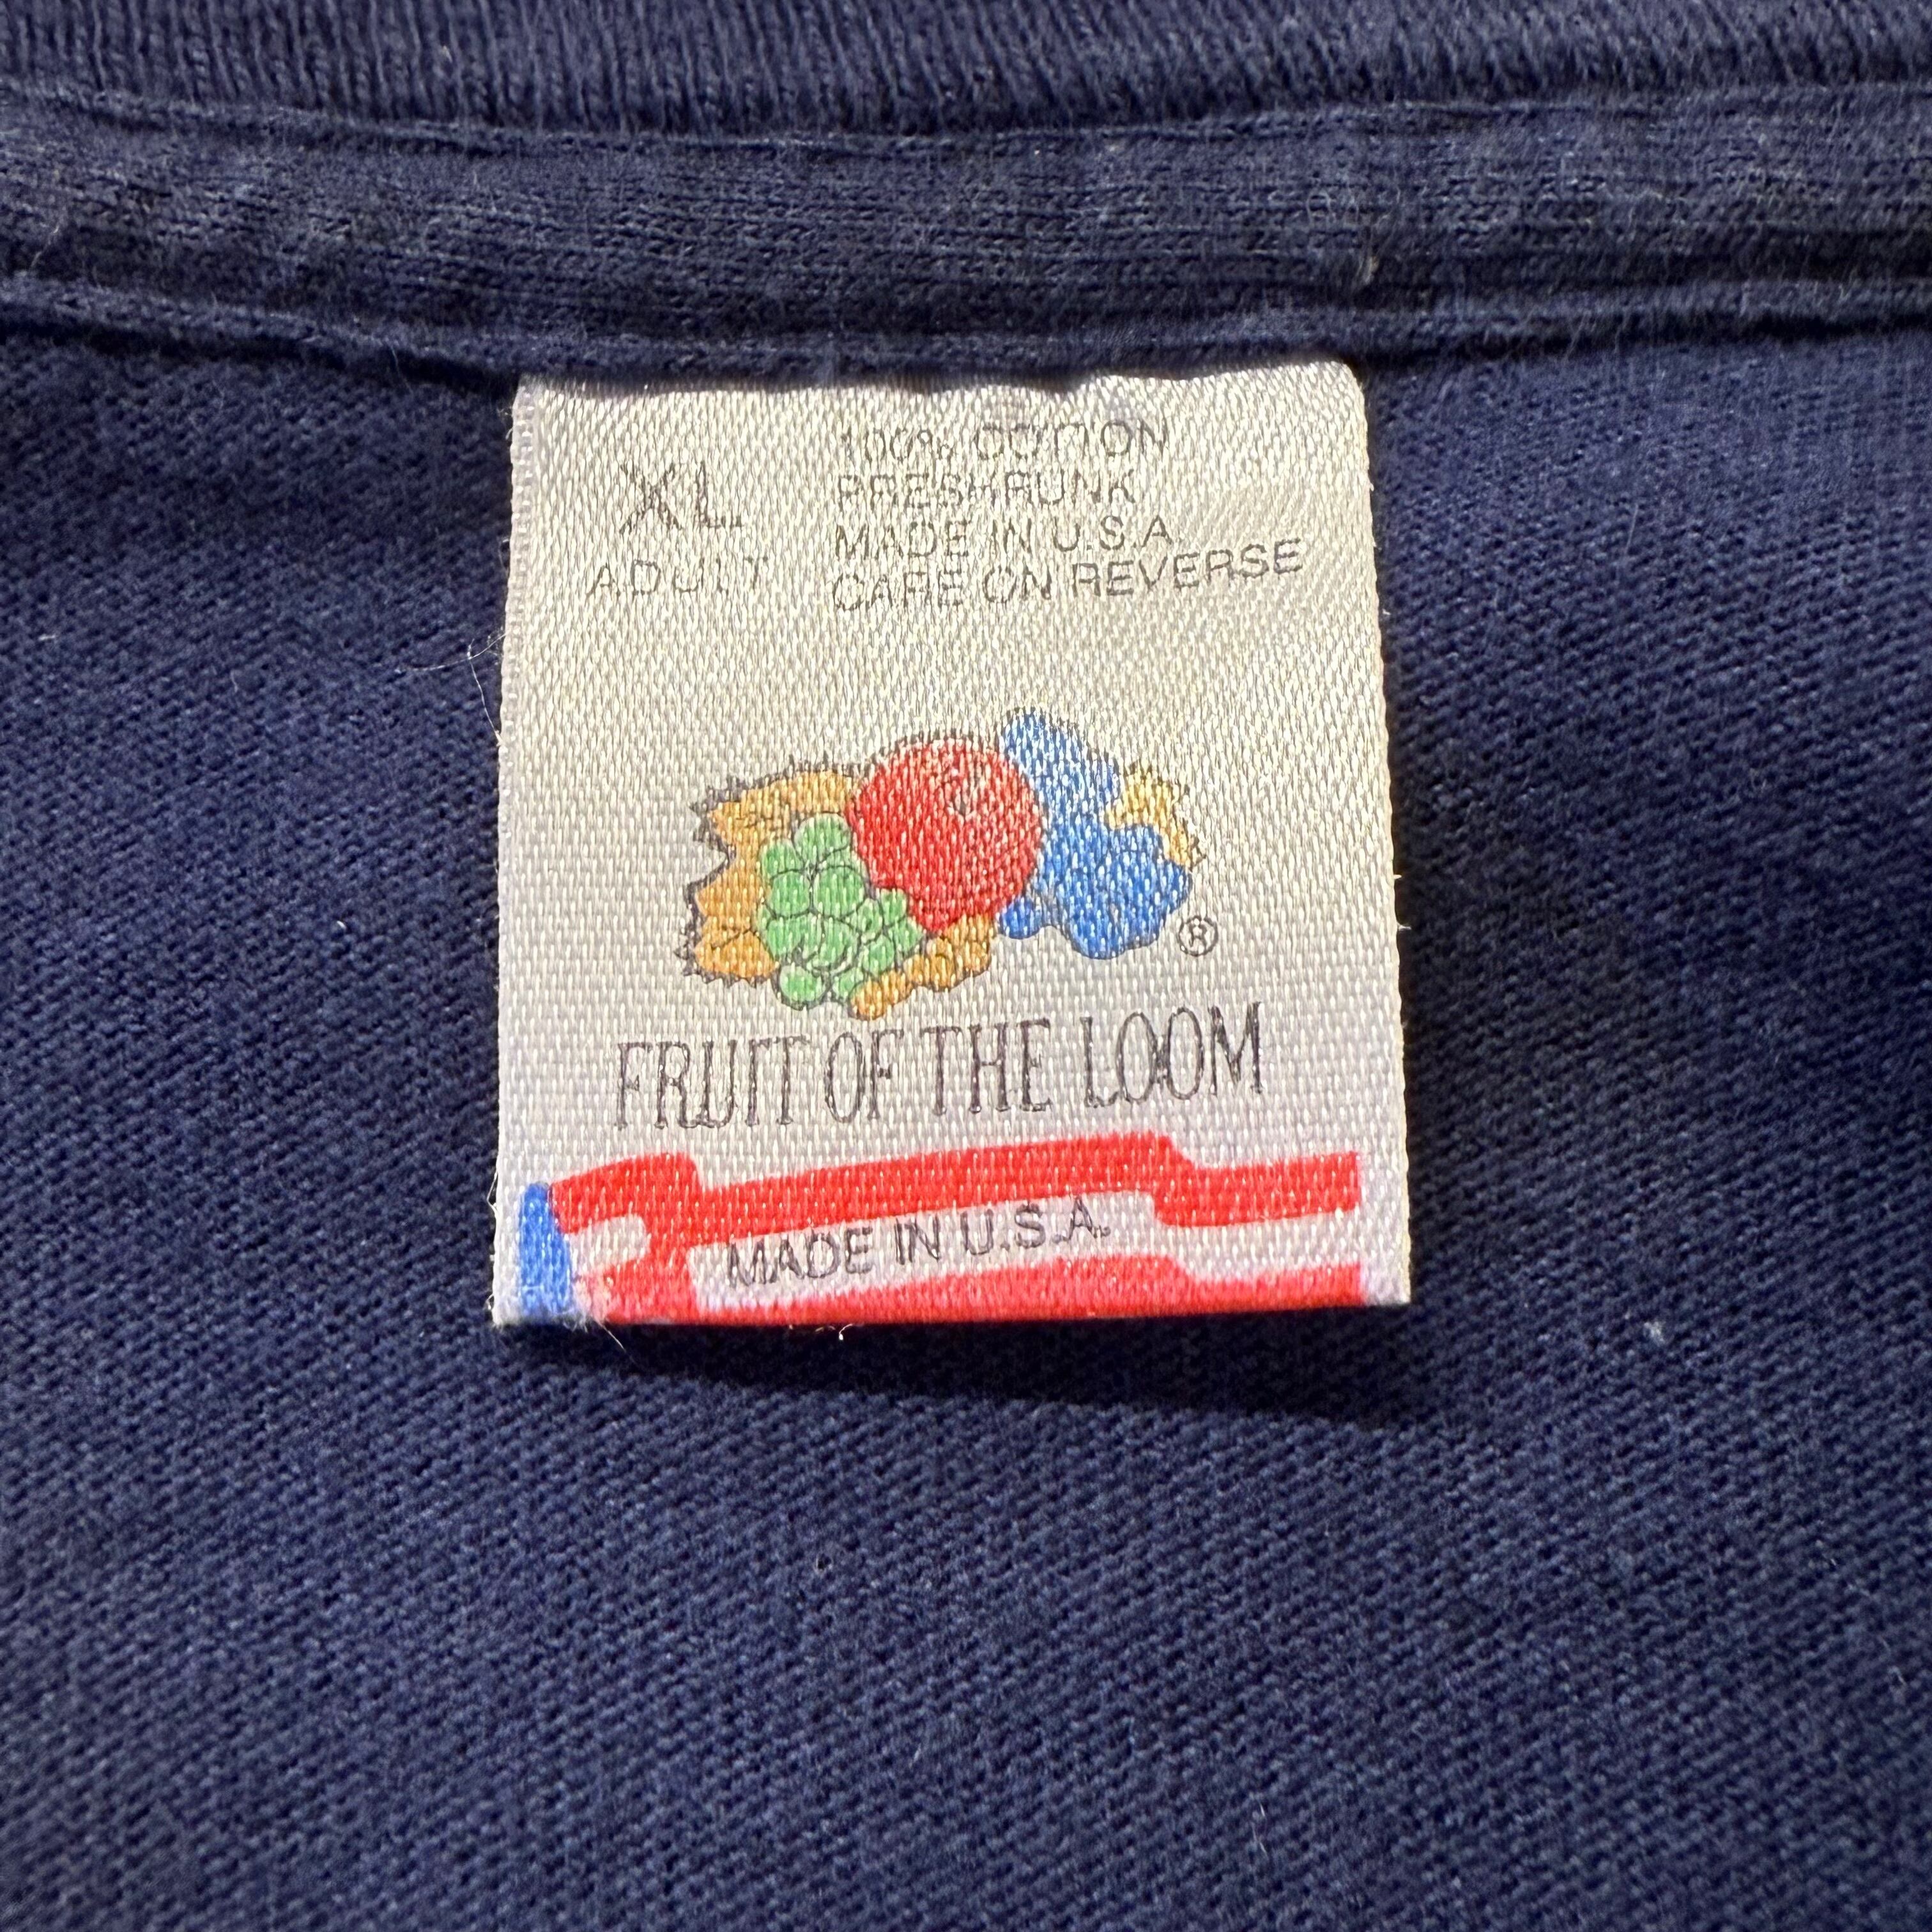 XL
ADULT
100% COTTON
PRESHRUNK
MADE IN U.S.A
CARE ON REVERSE
®
FRUIT OF THE LOOM
MADE IN U.S.A.